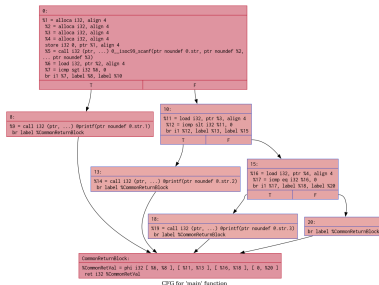 0:
%1 = alloca i32, align 4
%2 = alloca i32, align 4
%3 = alloca i32, align 4
%4 = alloca i32, align 4
store i32 0, ptr %1, align 4
%5 = call i32 (ptr, ...) @__isoc99_scanf(ptr noundef @.str, ptr noundef %2,
... ptr noundef %3)
%6 = load i32, ptr %2, align 4
%7 = icmp sgt i32 %6, 0
br i1 %7, label %8, label %10
T F
8:
%9 = call i32 (ptr, ...) @printf(ptr noundef @.str.1)
br label %CommonReturnBlock
10:
%11 = load i32, ptr %3, align 4
%12 = icmp slt i32 %11, 0
br i1 %12, label %13, label %15
T F
13:
%14 = call i32 (ptr, ...) @printf(ptr noundef @.str.2)
br label %CommonReturnBlock
15:
%16 = load i32, ptr %4, align 4
%17 = icmp eq i32 %16, 0
br i1 %17, label %18, label %20
T F
18:
%19 = call i32 (ptr, ...) @printf(ptr noundef @.str.3)
br label %CommonReturnBlock
20:
br label %CommonReturnBlock
CommonReturnBlock:
%CommonRetVal = phi i32 [ %6, %8 ], [ %11, %13 ], [ %16, %18 ], [ 0, %20 ]
ret i32 %CommonRetVal
CFG for 'main' function